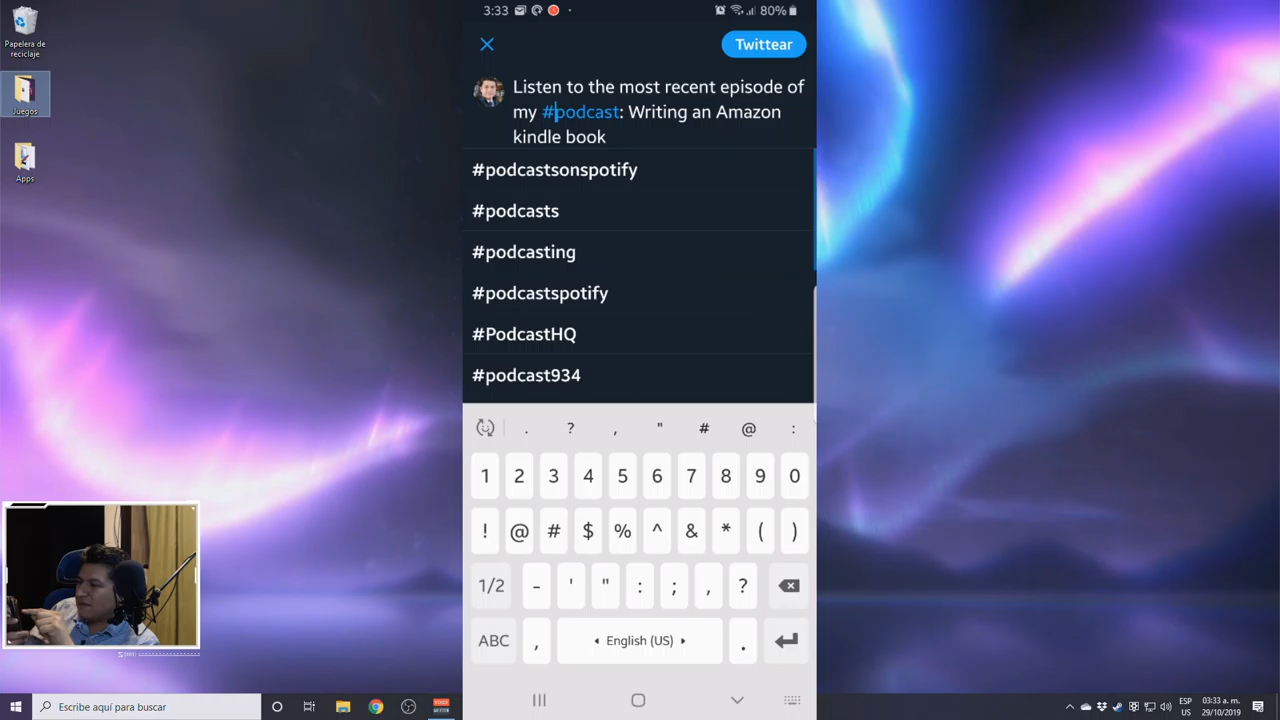 Papelera de
reciclaje
Juegos
Apps
3:33
80%
Twittear
Listen to the most recent episode of
my #podcast: Writing an Amazon
kindle book
#podcastsonspotify
#podcasts
#podcasting
#podcastspotify
#PodcastHQ
#podcast934
. ? , " # @ :
1 2 3 4 5 6 7 8 9 0
! @ # $ % ^ & * ( )
1/2 - ' " : ; , ?
ABC , English (US) .
Escribe aquí para buscar
ESP
US
03:33 a. m.
29/10/2019